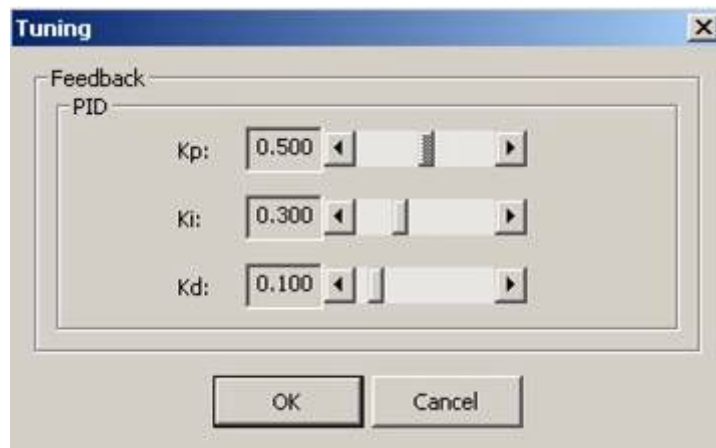 Tuning
Feedback
PID
Kp: 0.500
Ki: 0.300
Kd: 0.100
OK Cancel